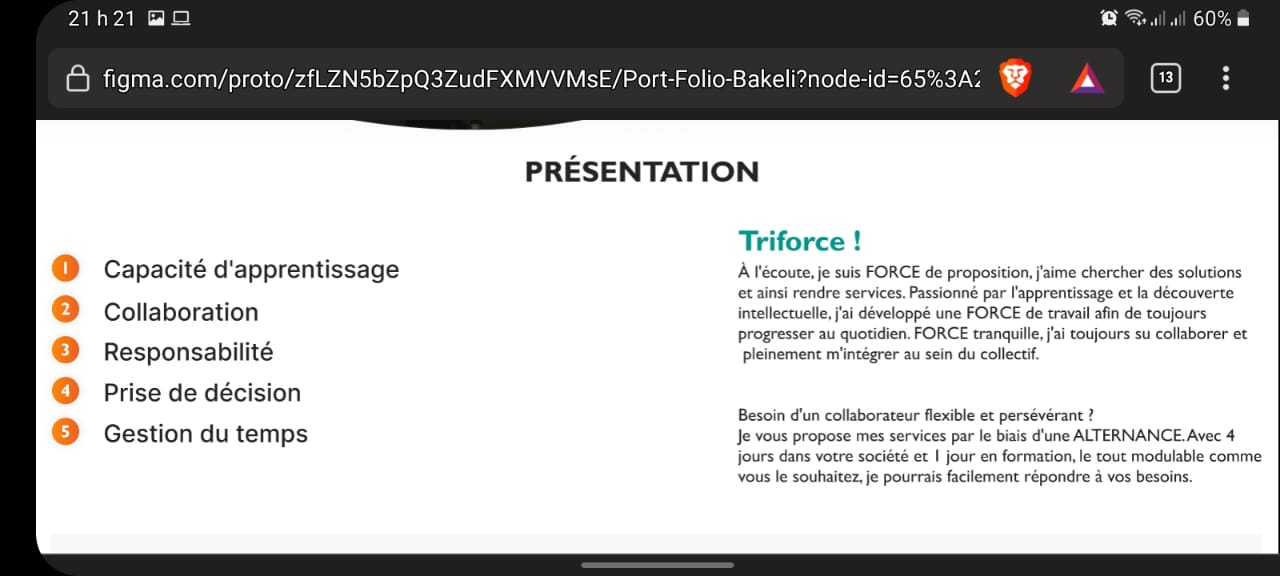 21 h 21
60%
figma.com/proto/zfLZN5bZpQ3ZudFXMVVMsE/Port-Folio-Bakeli?node-id=65%3A2
13
PRÉSENTATION
1 Capacité d'apprentissage
2 Collaboration
3 Responsabilité
4 Prise de décision
5 Gestion du temps
Triforce !
À l'écoute, je suis FORCE de proposition, j'aime chercher des solutions
et ainsi rendre services. Passionné par l'apprentissage et la découverte
intellectuelle, j'ai développé une FORCE de travail afin de toujours
progresser au quotidien. FORCE tranquille, j'ai toujours su collaborer et
pleinement m'intégrer au sein du collectif.
Besoin d'un collaborateur flexible et persévérant ?
Je vous propose mes services par le biais d'une ALTERNANCE. Avec 4
jours dans votre société et 1 jour en formation, le tout modulable comme
vous le souhaitez, je pourrais facilement répondre à vos besoins.